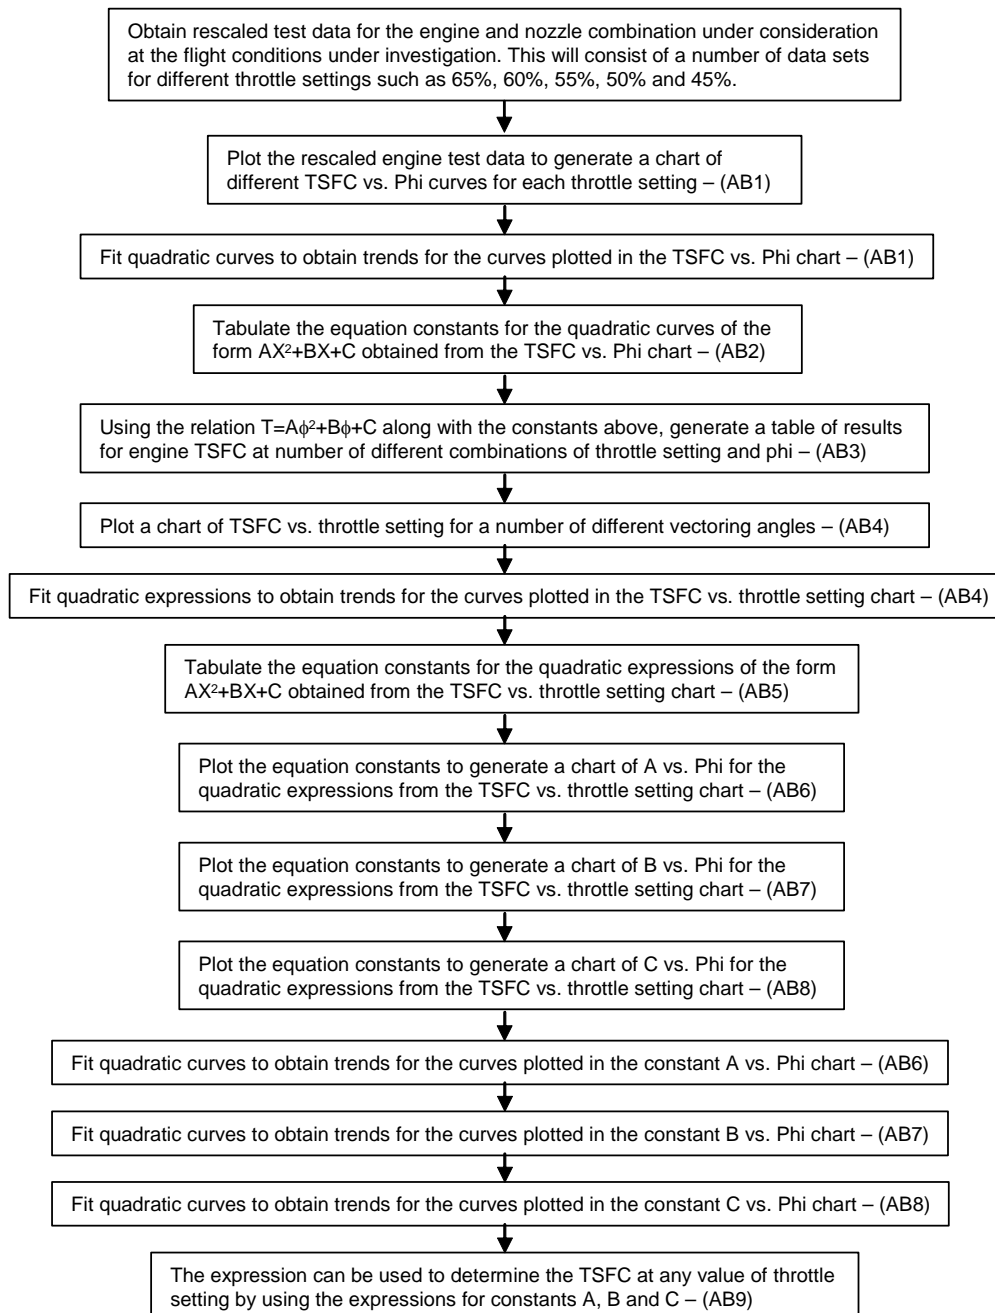 Obtain rescaled test data for the engine and nozzle combination under consideration
at the flight conditions under investigation. This will consist of a number of data sets
for different throttle settings such as 65%, 60%, 55%, 50% and 45%.
Plot the rescaled engine test data to generate a chart of
different TSFC vs. Phi curves for each throttle setting – (AB1)
Fit quadratic curves to obtain trends for the curves plotted in the TSFC vs. Phi chart – (AB1)
Tabulate the equation constants for the quadratic curves of the
form AX²+BX+C obtained from the TSFC vs. Phi chart – (AB2)
Using the relation T=Aϕ²+Bϕ+C along with the constants above, generate a table of results
for engine TSFC at number of different combinations of throttle setting and phi – (AB3)
Plot a chart of TSFC vs. throttle setting for a number of different vectoring angles – (AB4)
Fit quadratic expressions to obtain trends for the curves plotted in the TSFC vs. throttle setting chart – (AB4)
Tabulate the equation constants for the quadratic expressions of the form
AX²+BX+C obtained from the TSFC vs. throttle setting chart – (AB5)
Plot the equation constants to generate a chart of A vs. Phi for the
quadratic expressions from the TSFC vs. throttle setting chart – (AB6)
Plot the equation constants to generate a chart of B vs. Phi for the
quadratic expressions from the TSFC vs. throttle setting chart – (AB7)
Plot the equation constants to generate a chart of C vs. Phi for the
quadratic expressions from the TSFC vs. throttle setting chart – (AB8)
Fit quadratic curves to obtain trends for the curves plotted in the constant A vs. Phi chart – (AB6)
Fit quadratic curves to obtain trends for the curves plotted in the constant B vs. Phi chart – (AB7)
Fit quadratic curves to obtain trends for the curves plotted in the constant C vs. Phi chart – (AB8)
The expression can be used to determine the TSFC at any value of throttle
setting by using the expressions for constants A, B and C – (AB9)